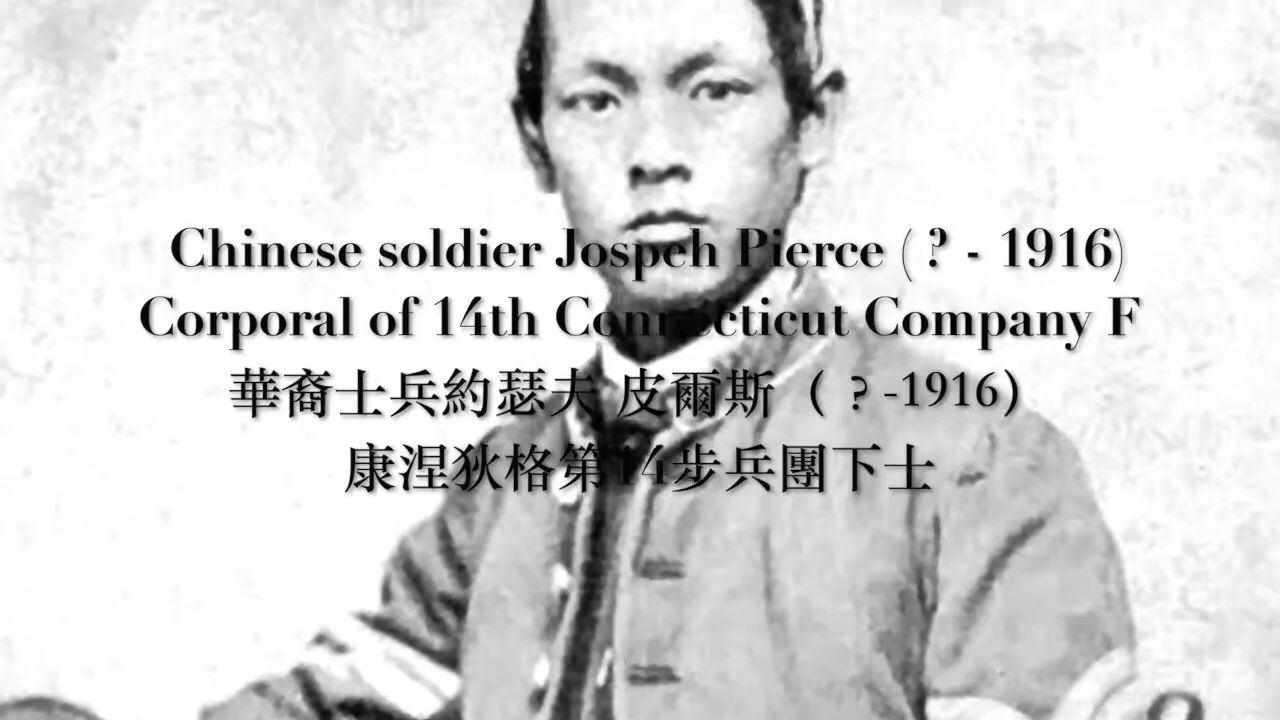 Chinese soldier Jospeh Pierce ( ? - 1916)
Corporal of 14th Connecticut Company F
華裔士兵約瑟夫 皮爾斯 （ ? -1916）
康涅狄格第14步兵團下士